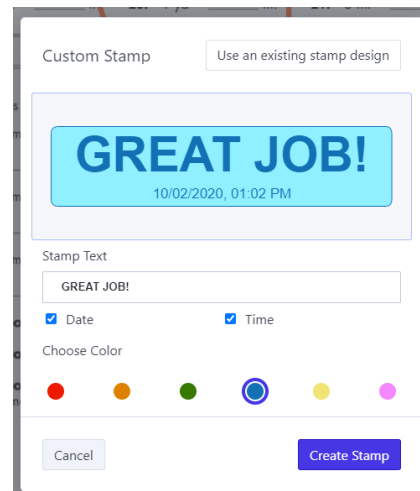 Custom Stamp
Use an existing stamp design
GREAT JOB!
10/02/2020, 01:02 PM
Stamp Text
GREAT JOB!
Date
Time
Choose Color
Cancel
Create Stamp